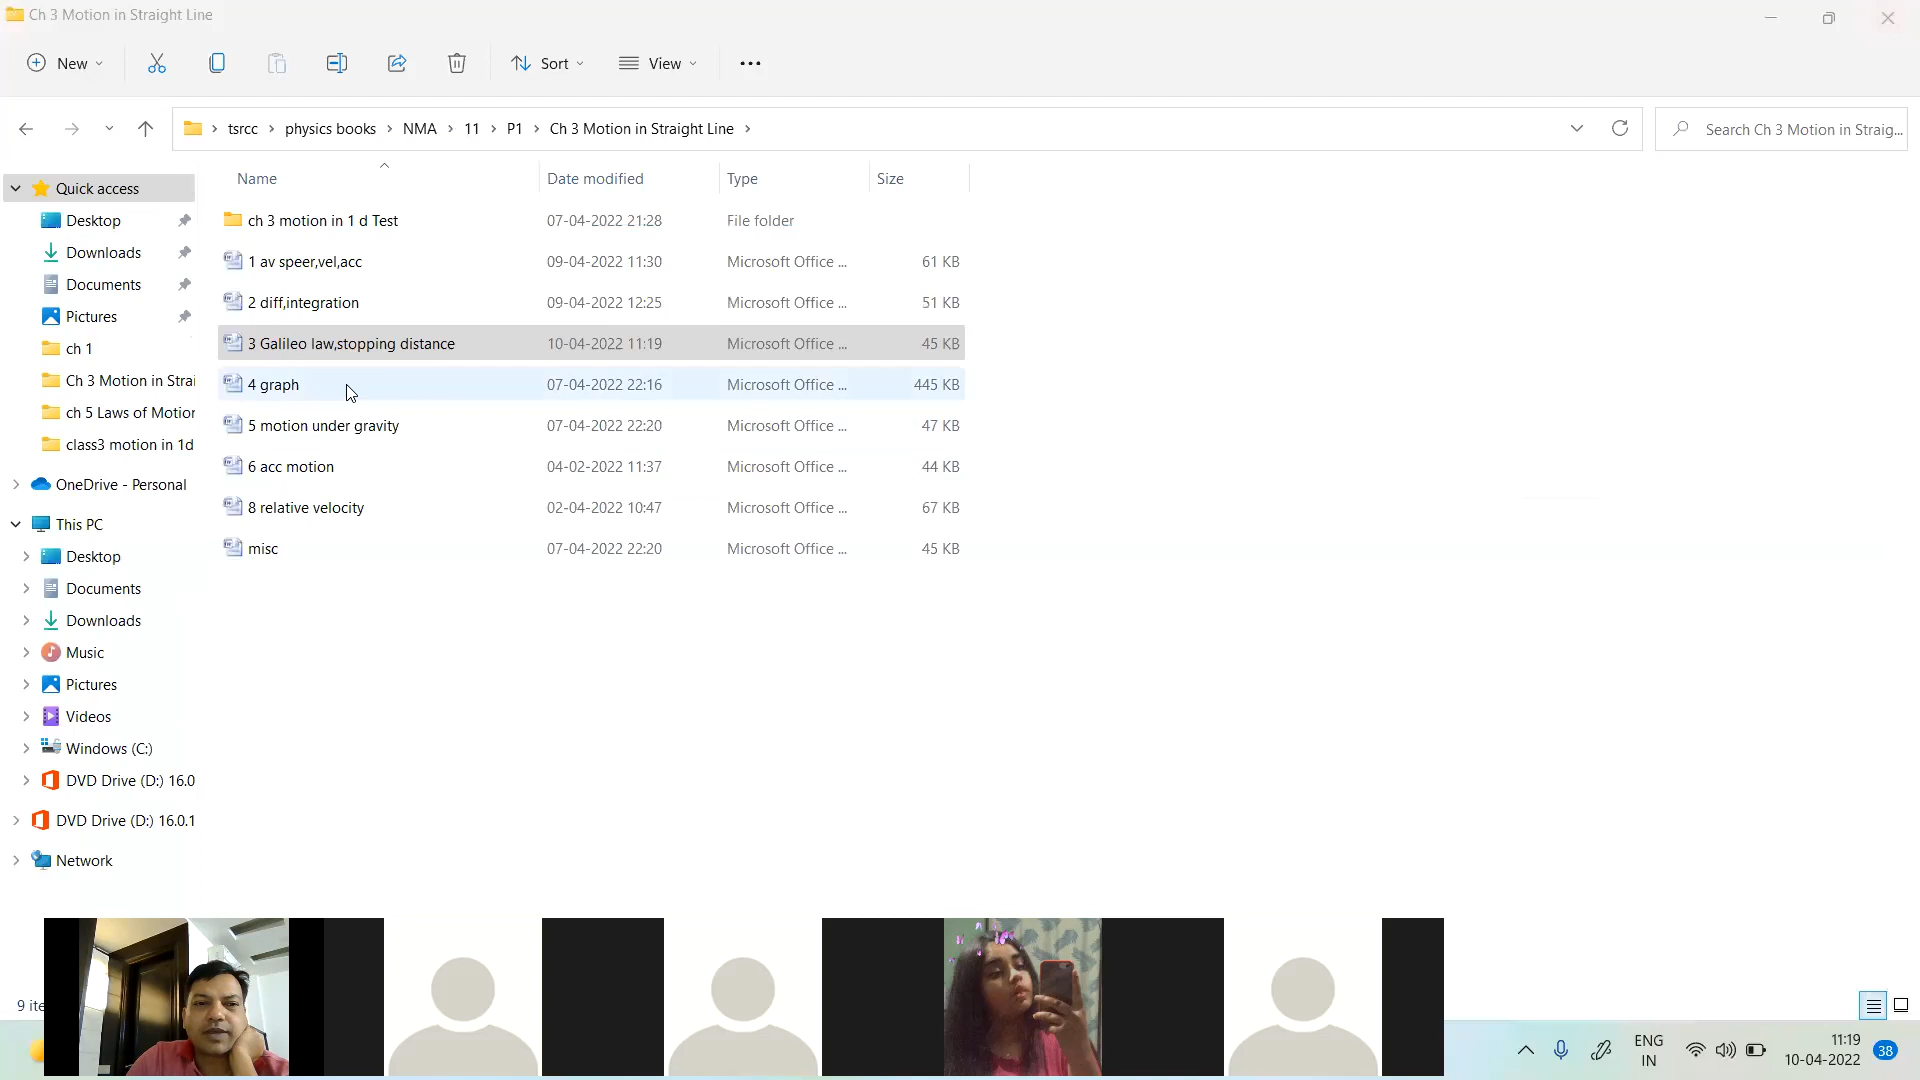 Ch 3 Motion in Straight Line
New
Sort
View
tsrcc > physics books > NMA > 11 > P1 > Ch 3 Motion in Straight Line >
Search Ch 3 Motion in Straig...
Name Date modified Type Size
Quick access
Desktop
Downloads
Documents
Pictures
ch 1
Ch 3 Motion in Strai
ch 5 Laws of Motion
class3 motion in 1d
OneDrive - Personal
This PC
Desktop
Documents
Downloads
Music
Pictures
Videos
Windows (C:)
DVD Drive (D:) 16.0
DVD Drive (D:) 16.0.1
Network
ch 3 motion in 1 d Test 07-04-2022 21:28 File folder
1 av speer,vel,acc 09-04-2022 11:30 Microsoft Office ... 61 KB
2 diff,integration 09-04-2022 12:25 Microsoft Office ... 51 KB
3 Galileo law,stopping distance 10-04-2022 11:19 Microsoft Office ... 45 KB
4 graph 07-04-2022 22:16 Microsoft Office ... 445 KB
5 motion under gravity 07-04-2022 22:20 Microsoft Office ... 47 KB
6 acc motion 04-02-2022 11:37 Microsoft Office ... 44 KB
8 relative velocity 02-04-2022 10:47 Microsoft Office ... 67 KB
misc 07-04-2022 22:20 Microsoft Office ... 45 KB
9 ite
ENG
IN
11:19
10-04-2022
38